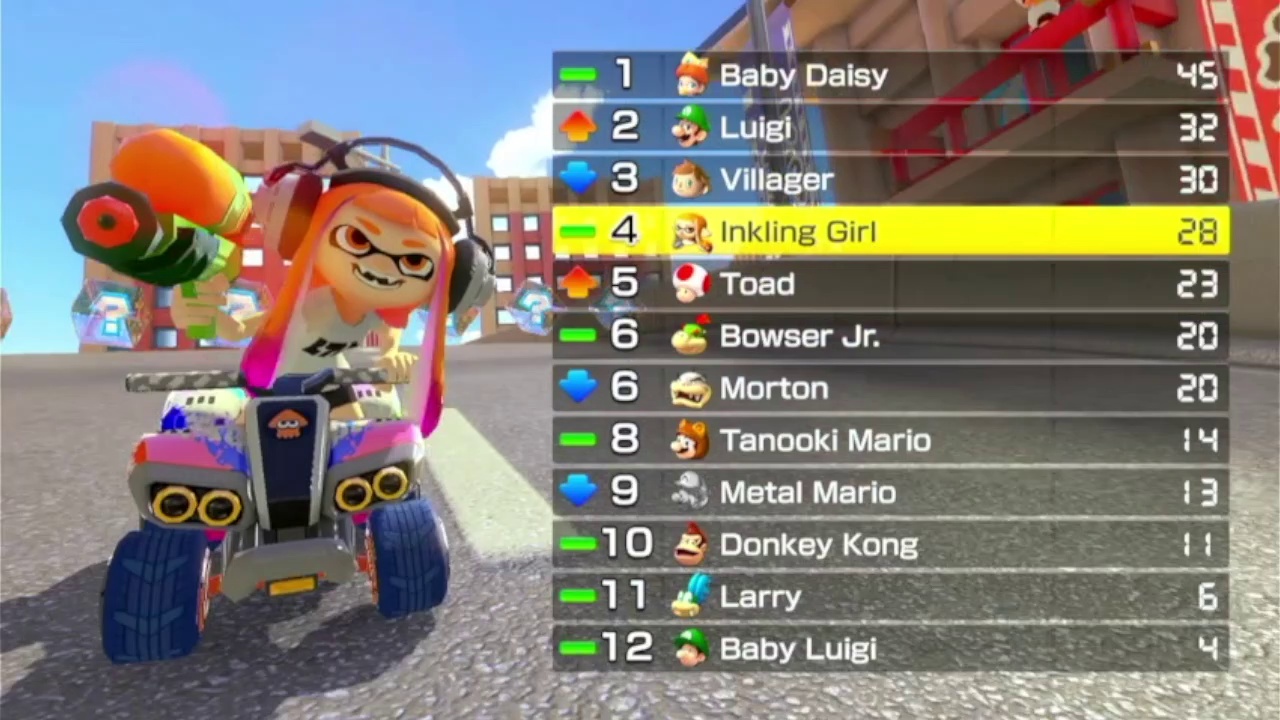 1 Baby Daisy 45
2 Luigi 32
3 Villager 30
4 Inkling Girl 28
5 Toad 23
6 Bowser Jr. 20
6 Morton 20
8 Tanooki Mario 14
9 Metal Mario 13
10 Donkey Kong 11
11 Larry 6
12 Baby Luigi 4